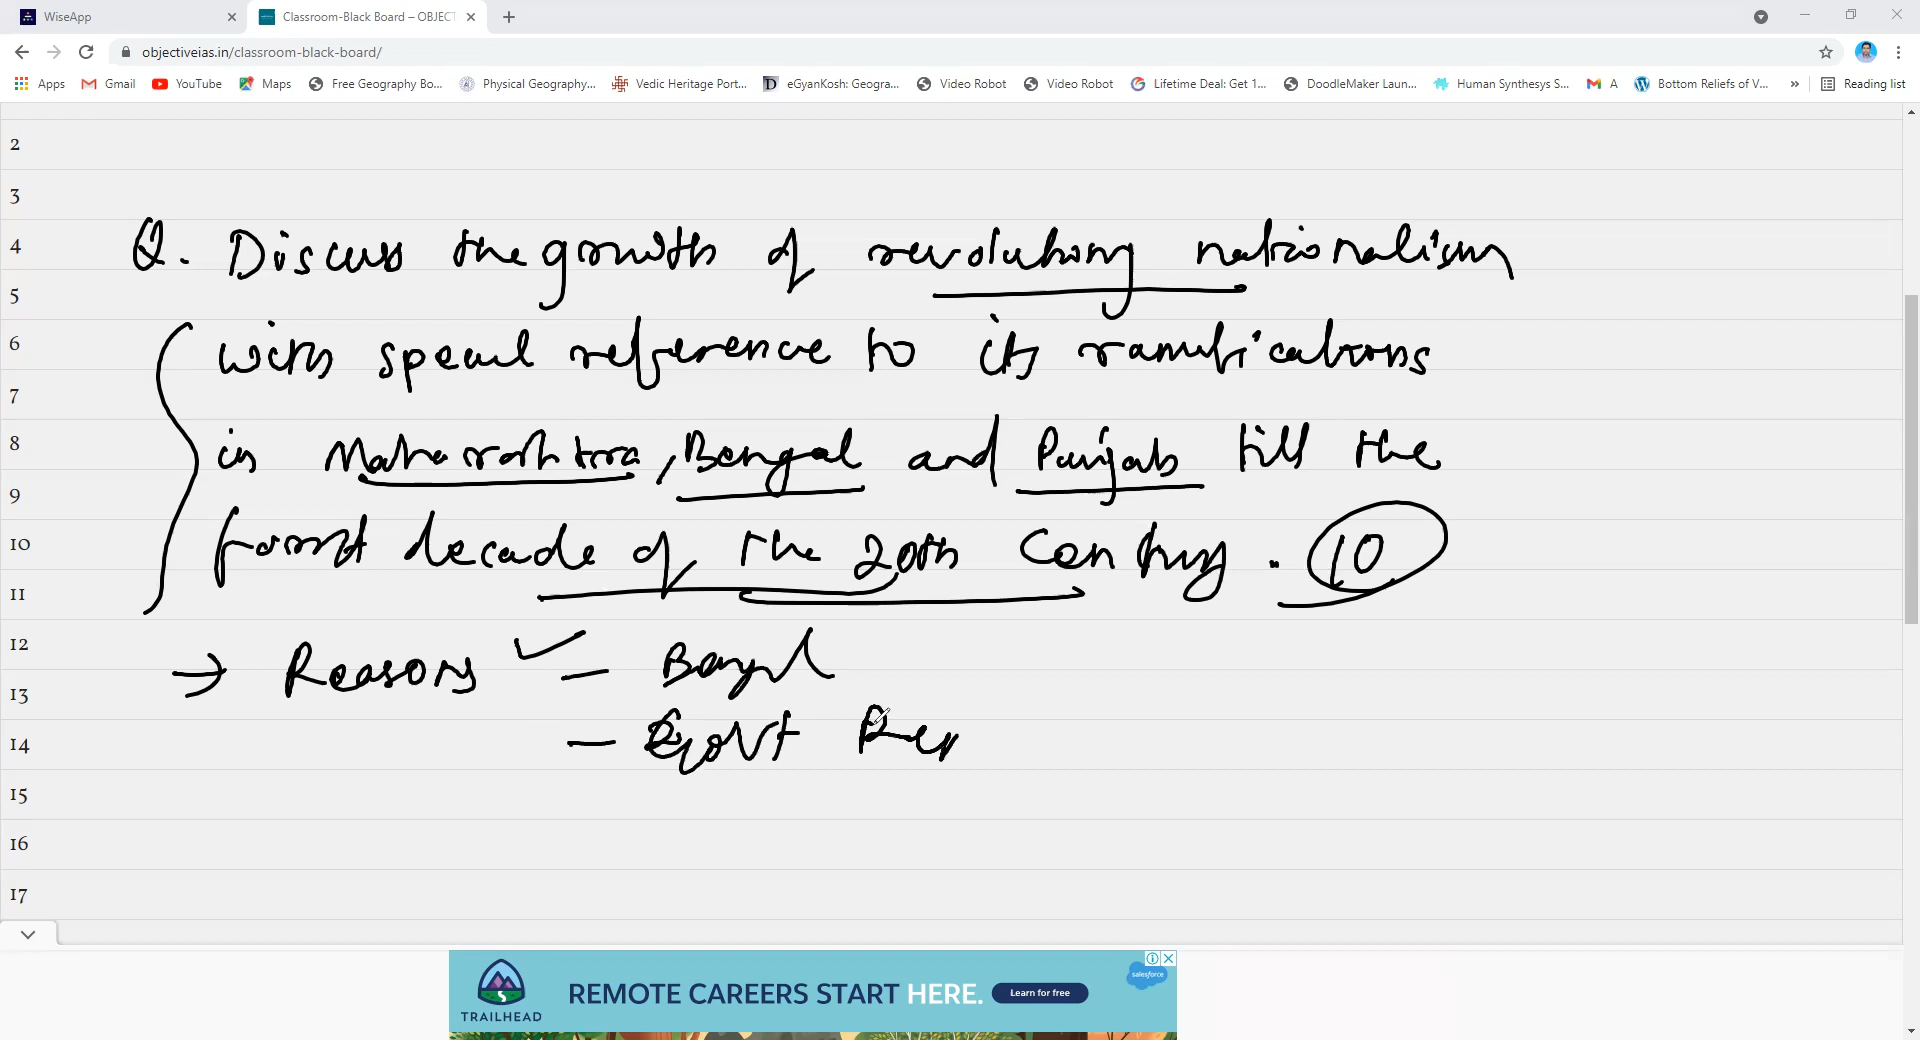 WiseApp
Classroom-Black Board – OBJECT
objectiveias.in/classroom-black-board/
Apps Gmail YouTube Maps Free Geography Bo... Physical Geography... Vedic Heritage Port... eGyanKosh: Geogra... Video Robot Video Robot Lifetime Deal: Get 1... DoodleMaker Laun... Human Synthesys S... A Bottom Reliefs of V... » Reading list
2
3
4 Q. Discuss the growth of revolutiong nationalism
5
6 with special reference to its ramifications
7
8 in Maharashtra, Bengal and Punjab till the
9
10 first decade of the 20th Century. 10
11
12 → Reasons – Bengal
13
14 – Govt
15
16
17
TRAILHEAD
REMOTE CAREERS START HERE.
Learn for free
salesforce